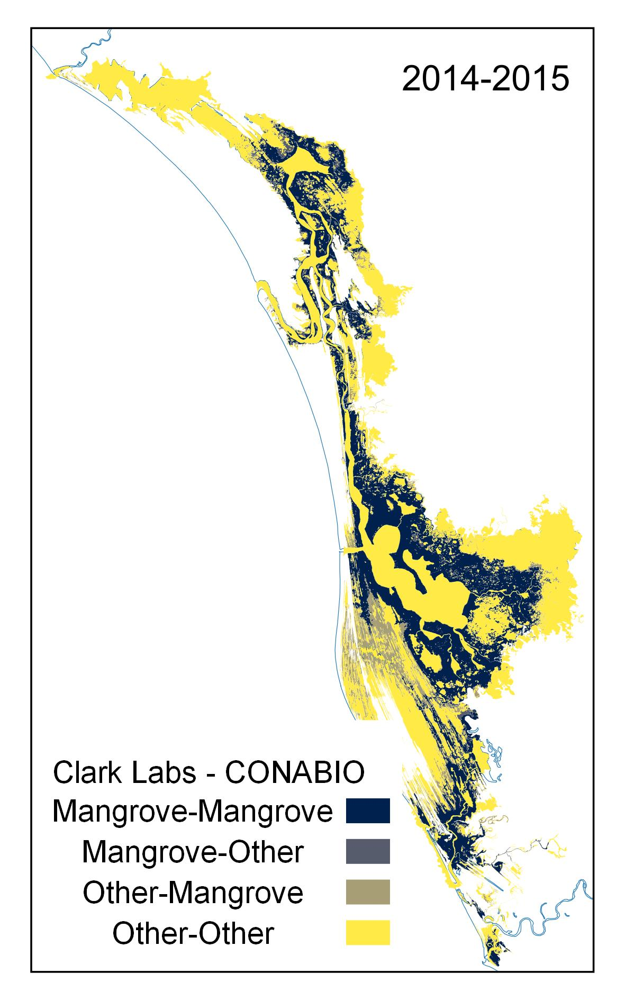 2014-2015
Clark Labs - CONABIO
Mangrove-Mangrove
Mangrove-Other
Other-Mangrove
Other-Other